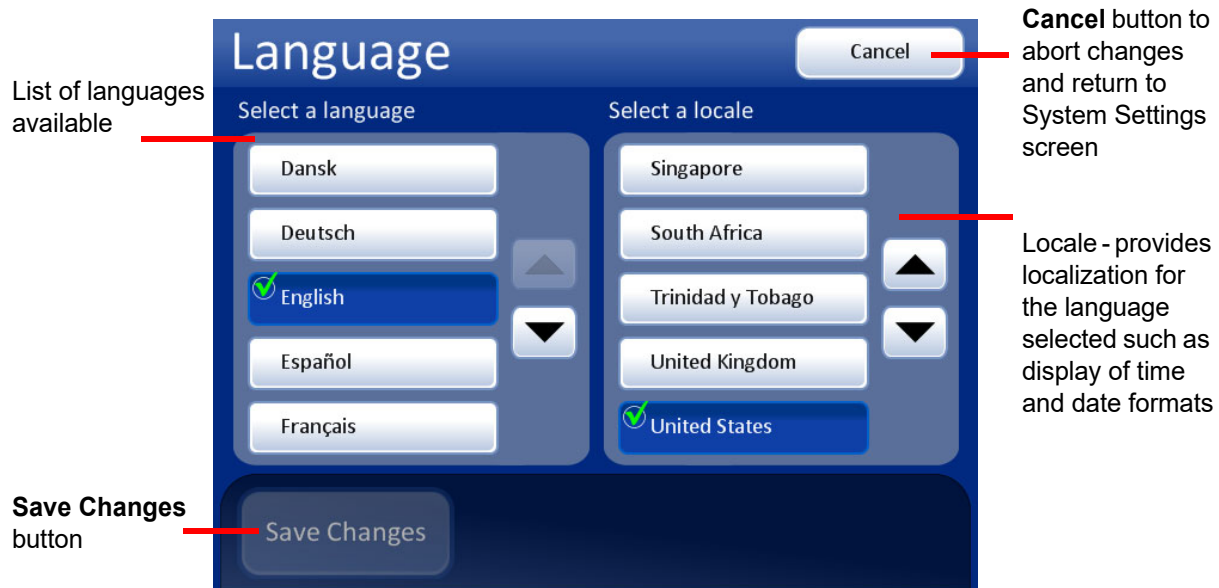 Language
Cancel
Cancel button to
abort changes
and return to
System Settings
screen
List of languages
available
Select a language
Select a locale
Dansk
Deutsch
English
Español
Français
Singapore
South Africa
Trinidad y Tobago
United Kingdom
United States
Locale - provides
localization for
the language
selected such as
display of time
and date formats
Save Changes
button
Save Changes